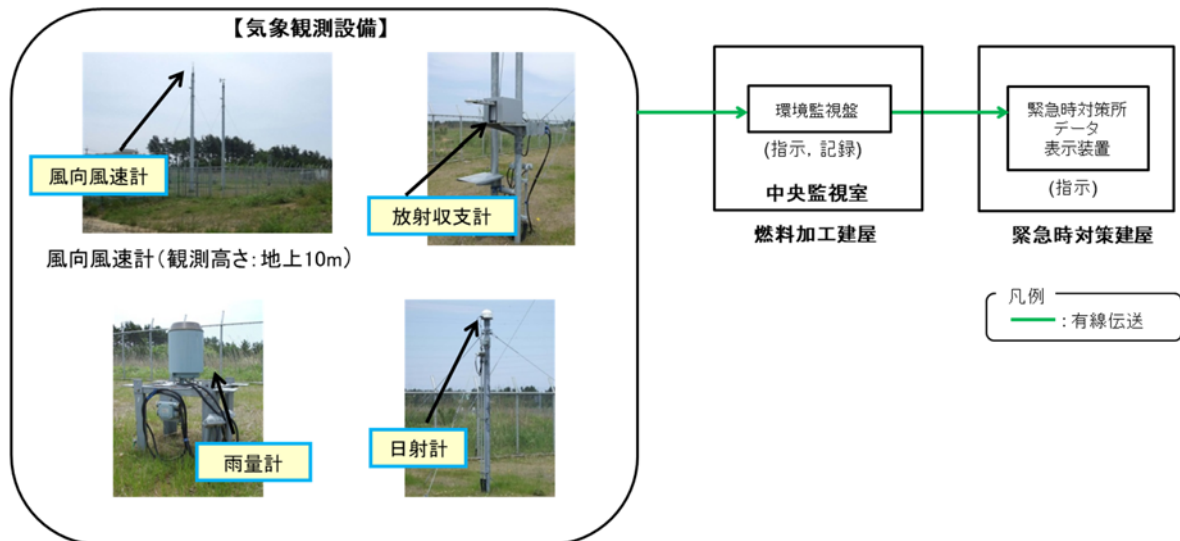 【気象観測設備】
風向風速計
放射収支計
風向風速計(観測高さ:地上10m)
雨量計
日射計
環境監視盤
(指示, 記録)
中央監視室
燃料加工建屋
緊急時対策所
データ
表示装置
(指示)
緊急時対策建屋
凡例
:有線伝送